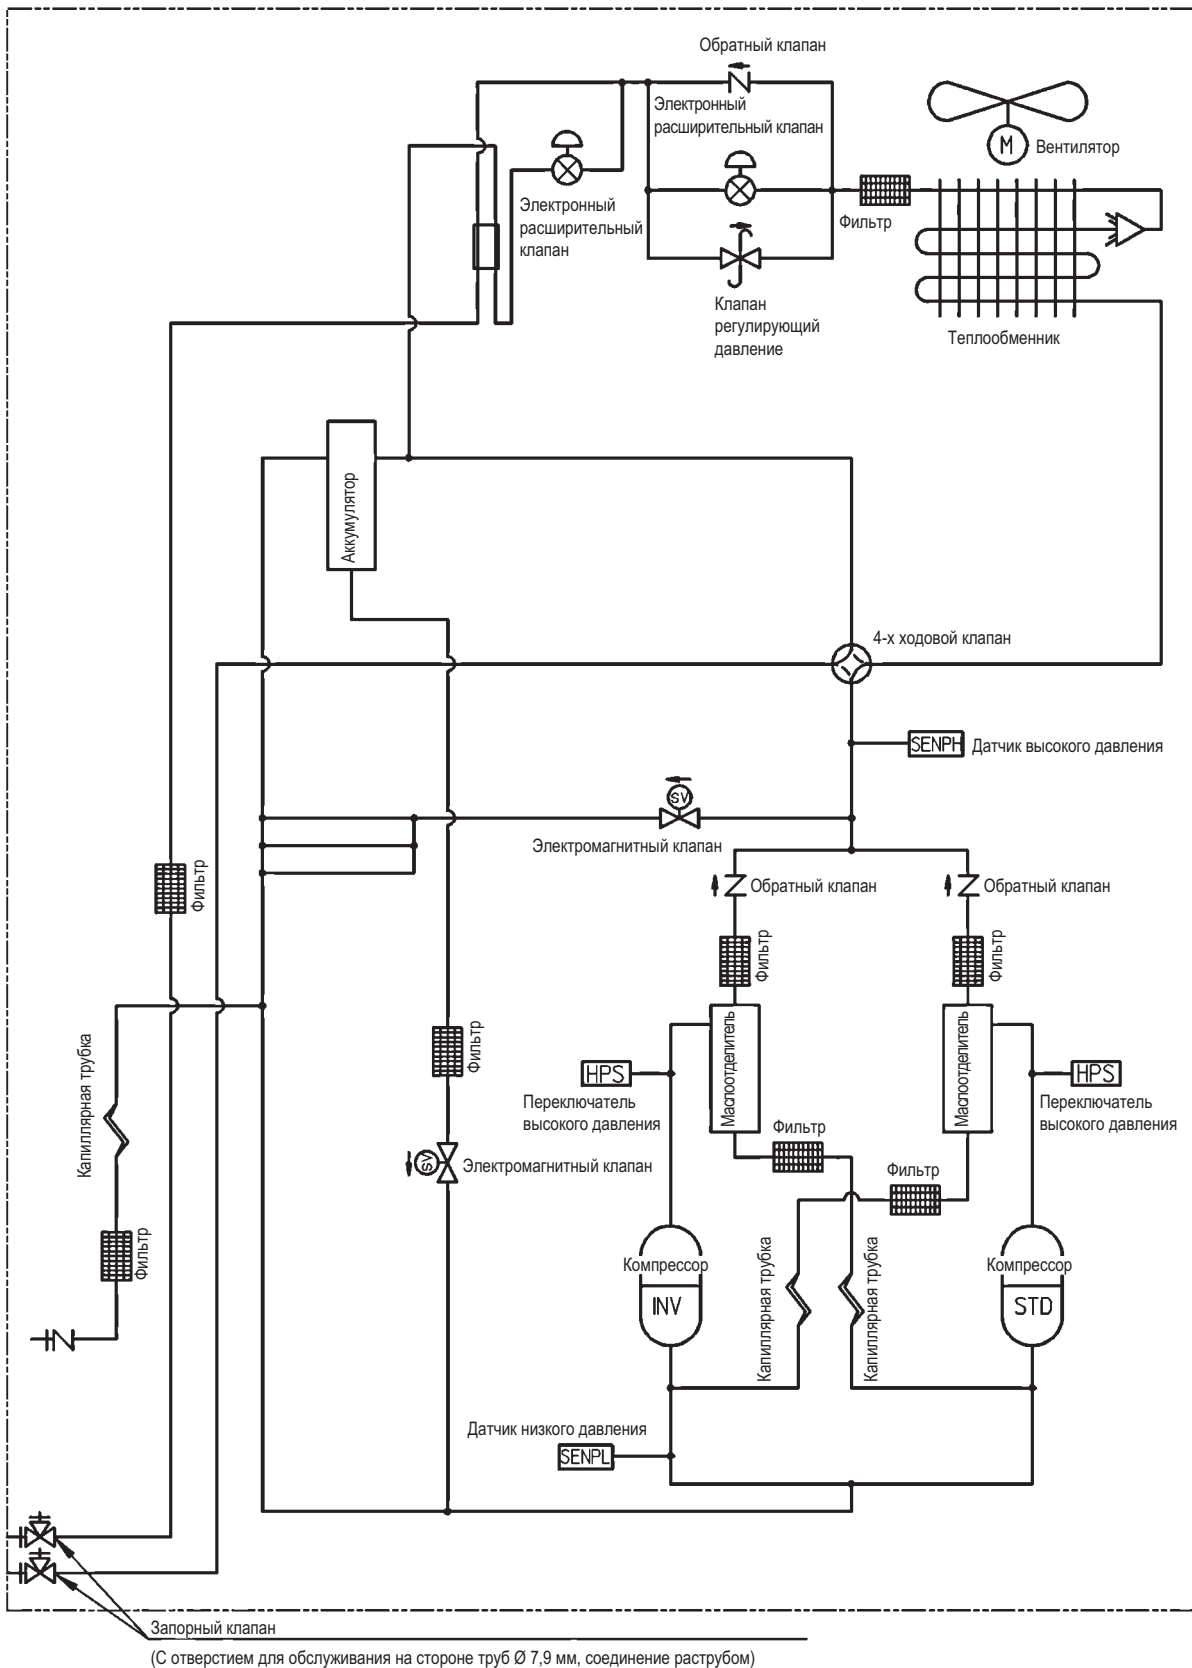 Обратный клапан
Электронный
расширительный клапан
M
Вентилятор
Электронный
расширительный
клапан
Фильтр
Клапан
регулирующий
давление
Теплообменник
Аккумулятор
4-х ходовой клапан
SENPH
Датчик высокого давления
SV
Электромагнитный клапан
Фильтр
Обратный клапан
Обратный клапан
Фильтр
Фильтр
Капиллярная трубка
Фильтр
Маслоотделитель
Маслоотделитель
HPS
Переключатель
высокого давления
HPS
Переключатель
высокого давления
Фильтр
SV
Электромагнитный клапан
Фильтр
Фильтр
Компрессор
INV
Капиллярная трубка
Капиллярная трубка
Компрессор
STD
Датчик низкого давления
SENPL
Запорный клапан
(С отверстием для обслуживания на стороне труб Ø 7,9 мм, соединение раструбом)